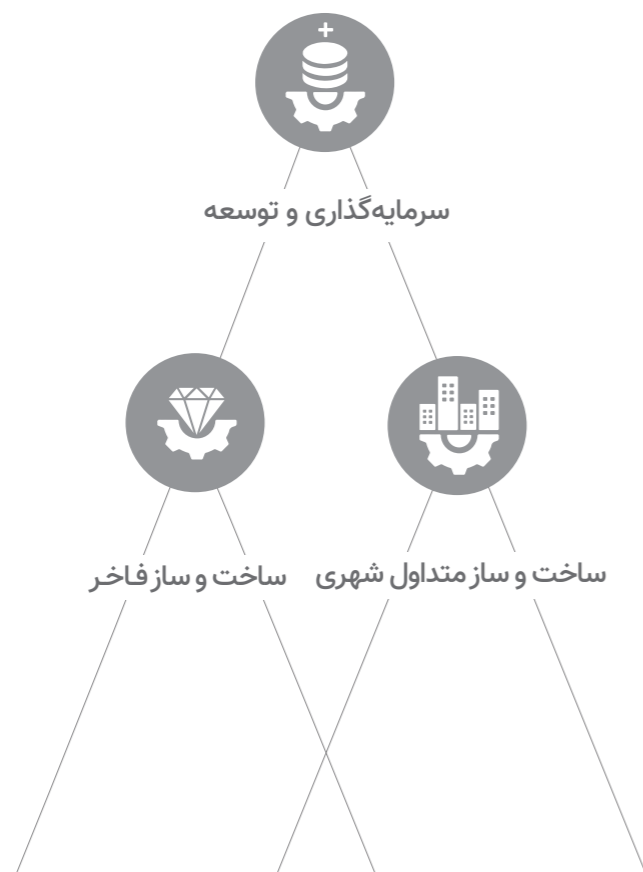 سرمایه‌گذاری و توسعه
ساخت و ساز متداول شهری
ساخت و ساز فاخر